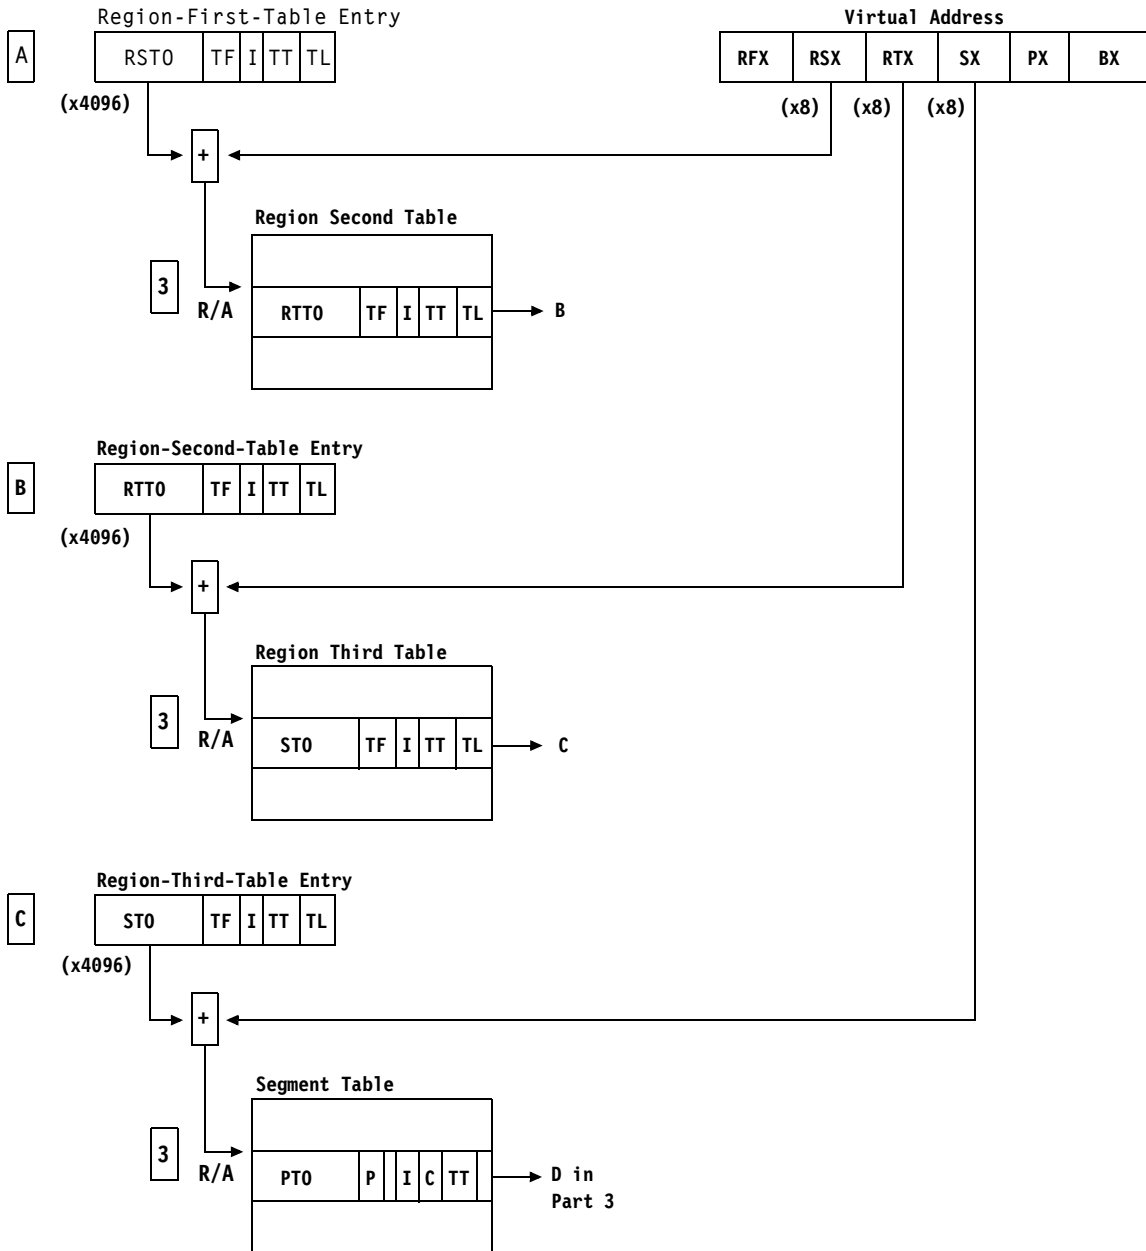 Region-First-Table Entry
Virtual Address
A
RSTO TF I TT TL
RFX RSX RTX SX PX BX
(x4096)
(x8) (x8) (x8)
+
Region Second Table
3
R/A
RTTO TF I TT TL
B
Region-Second-Table Entry
B
RTTO TF I TT TL
(x4096)
+
Region Third Table
3
R/A
STO TF I TT TL
C
Region-Third-Table Entry
C
STO TF I TT TL
(x4096)
+
Segment Table
3
R/A
PTO P I C TT
D in
Part 3